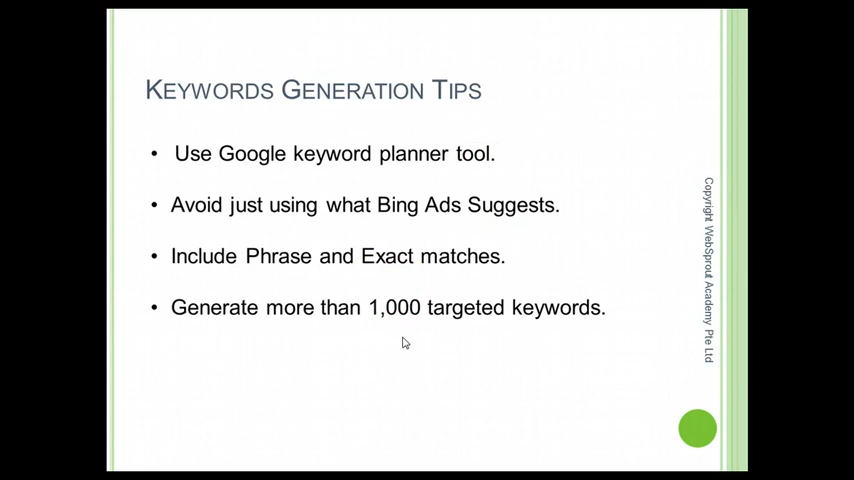 KEYWORDS GENERATION TIPS
• Use Google keyword planner tool.
• Avoid just using what Bing Ads Suggests.
• Include Phrase and Exact matches.
• Generate more than 1,000 targeted keywords.
Copyright WebSprout Academy Pte Ltd